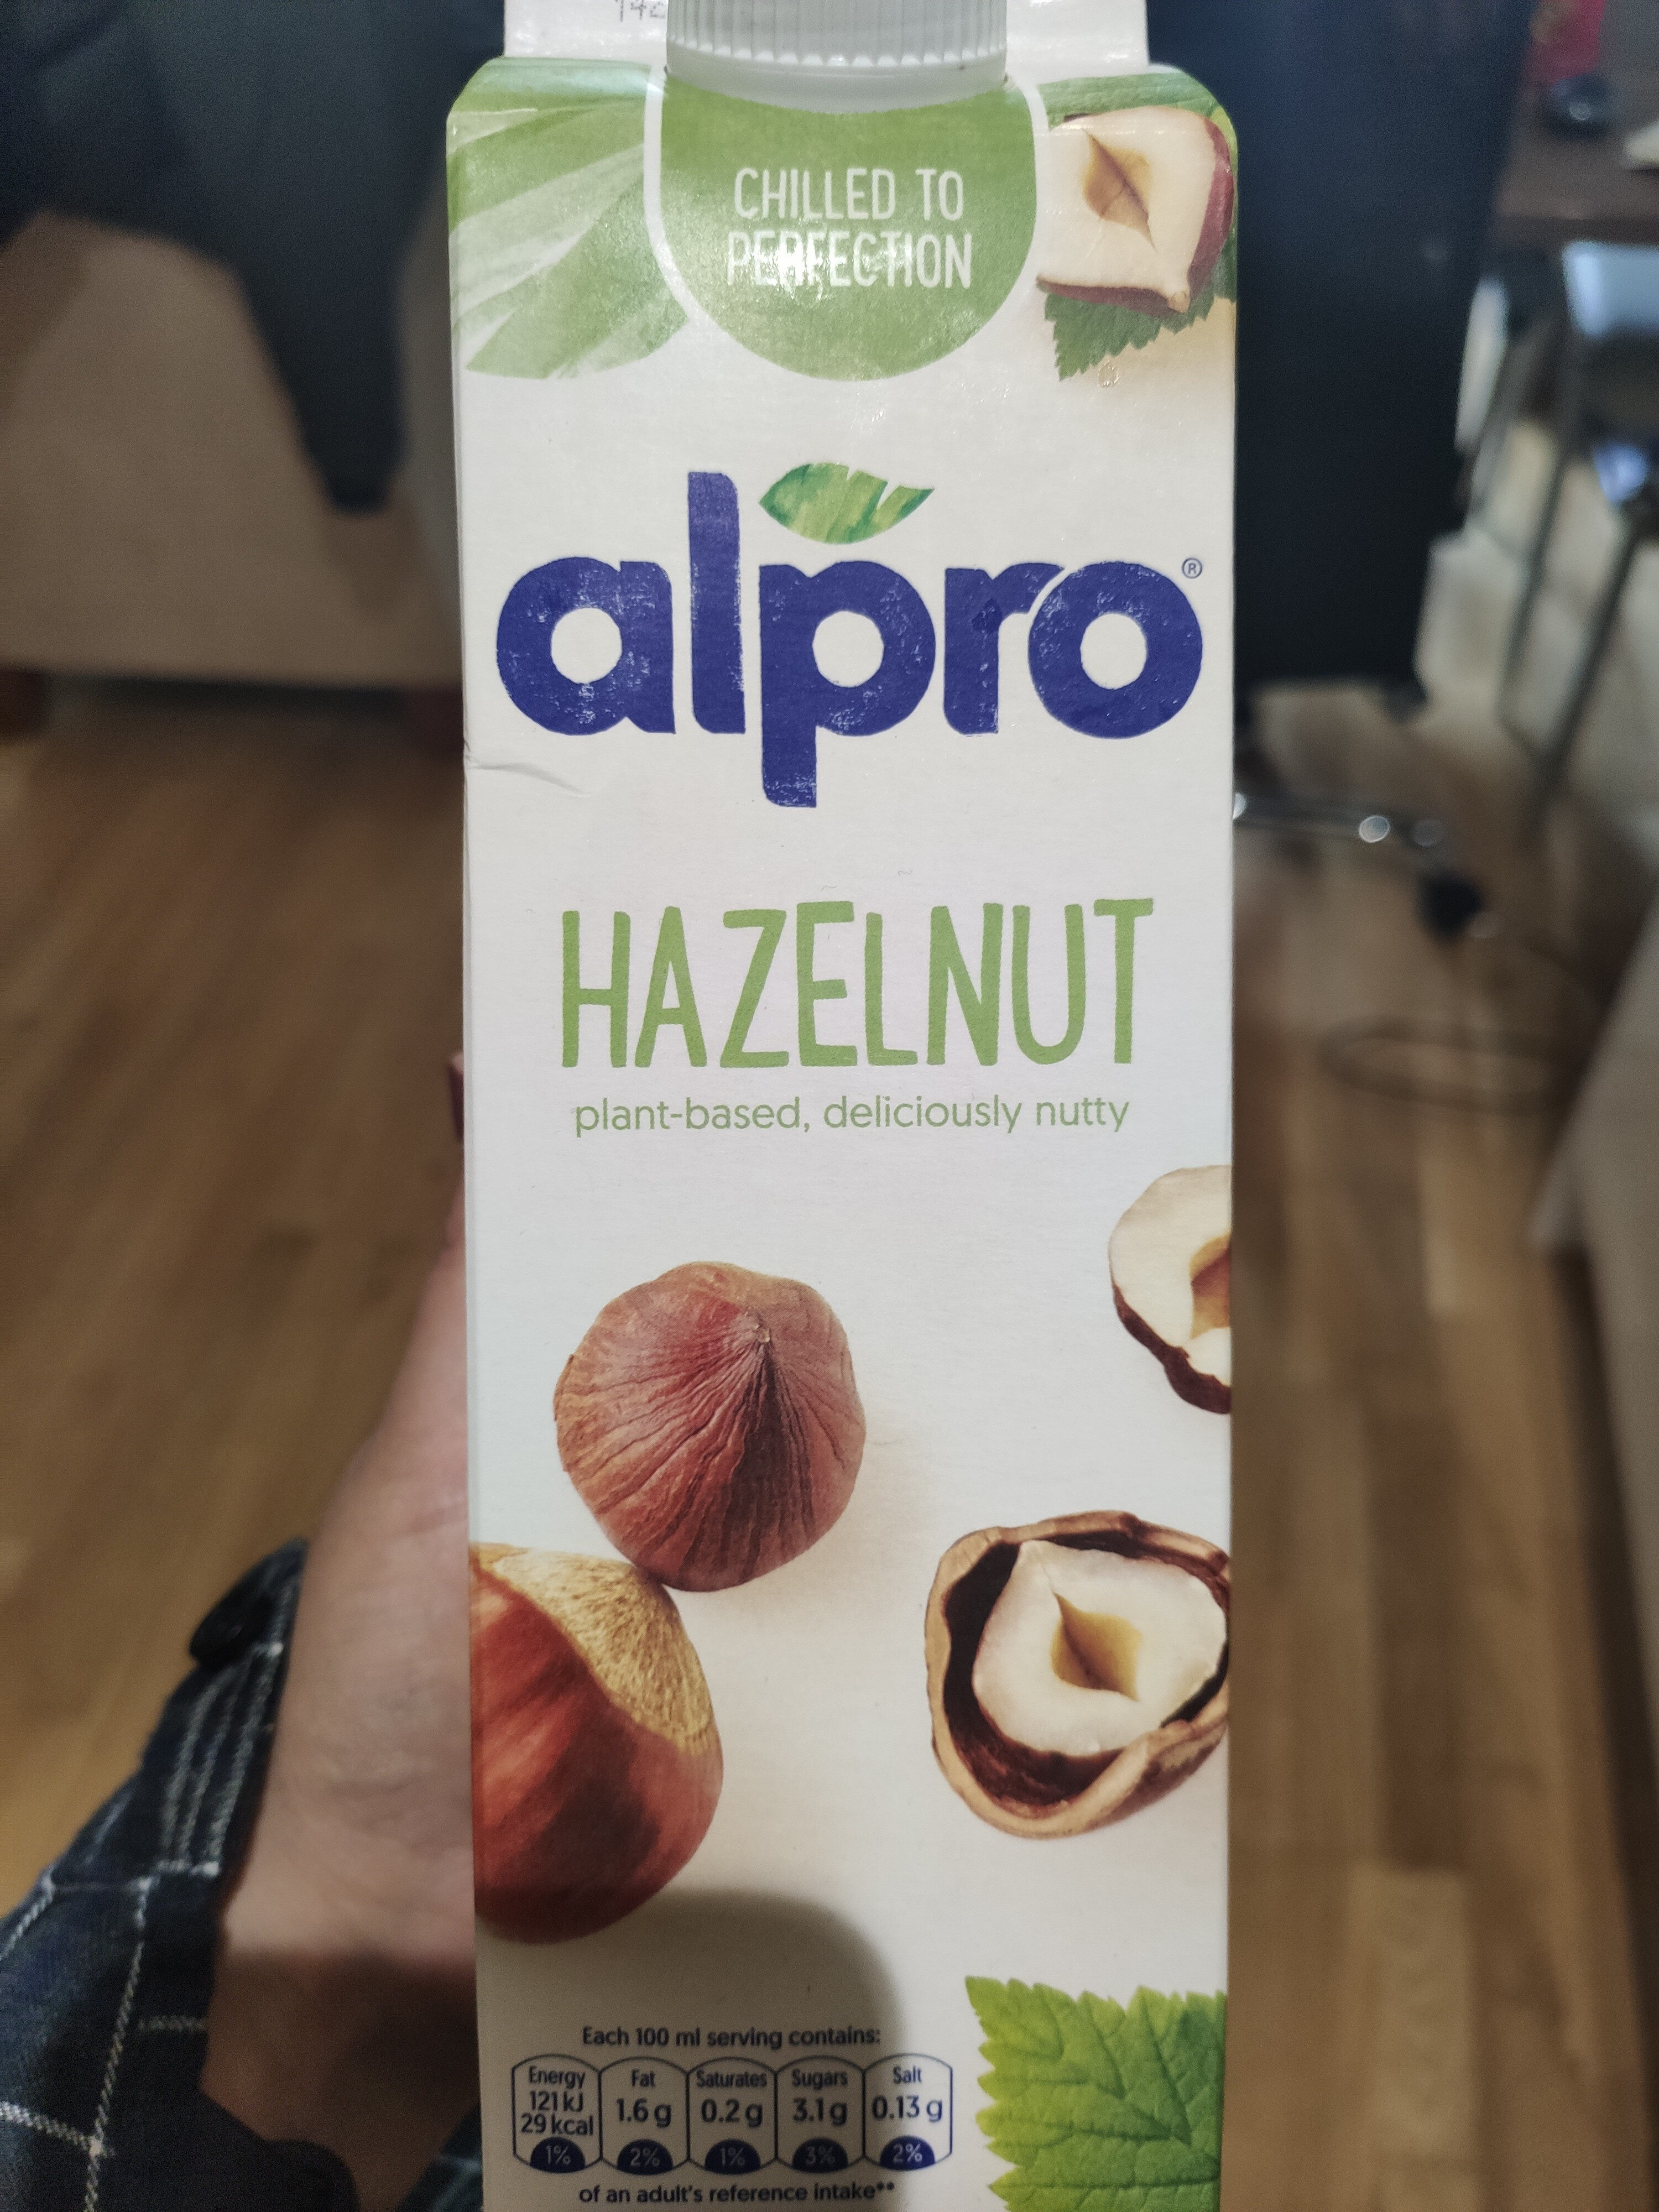 CHILLED TO
PERFECTION
alpro®
HAZELNUT
plant-based, deliciously nutty
Each 100 ml serving contains:
Energy Fat Saturates Sugars Salt
121 kJ
29 kcal 1.6 g 0.2 g 3.1 g 0.13 g
1% 2% 1% 3% 2%
of an adult's reference intake**